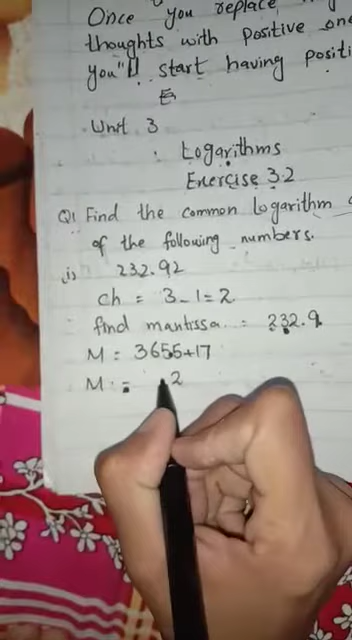 Once you replace
thoughts with positive
you"ll start having
E
Unit 3
Logarithms
Exercise 3.2
Q1 Find the common logarithm
of the following numbers.
(i) 232.92
Ch = 3-1=2
find mantissa = 232.9
M = 3655+17
M = 2